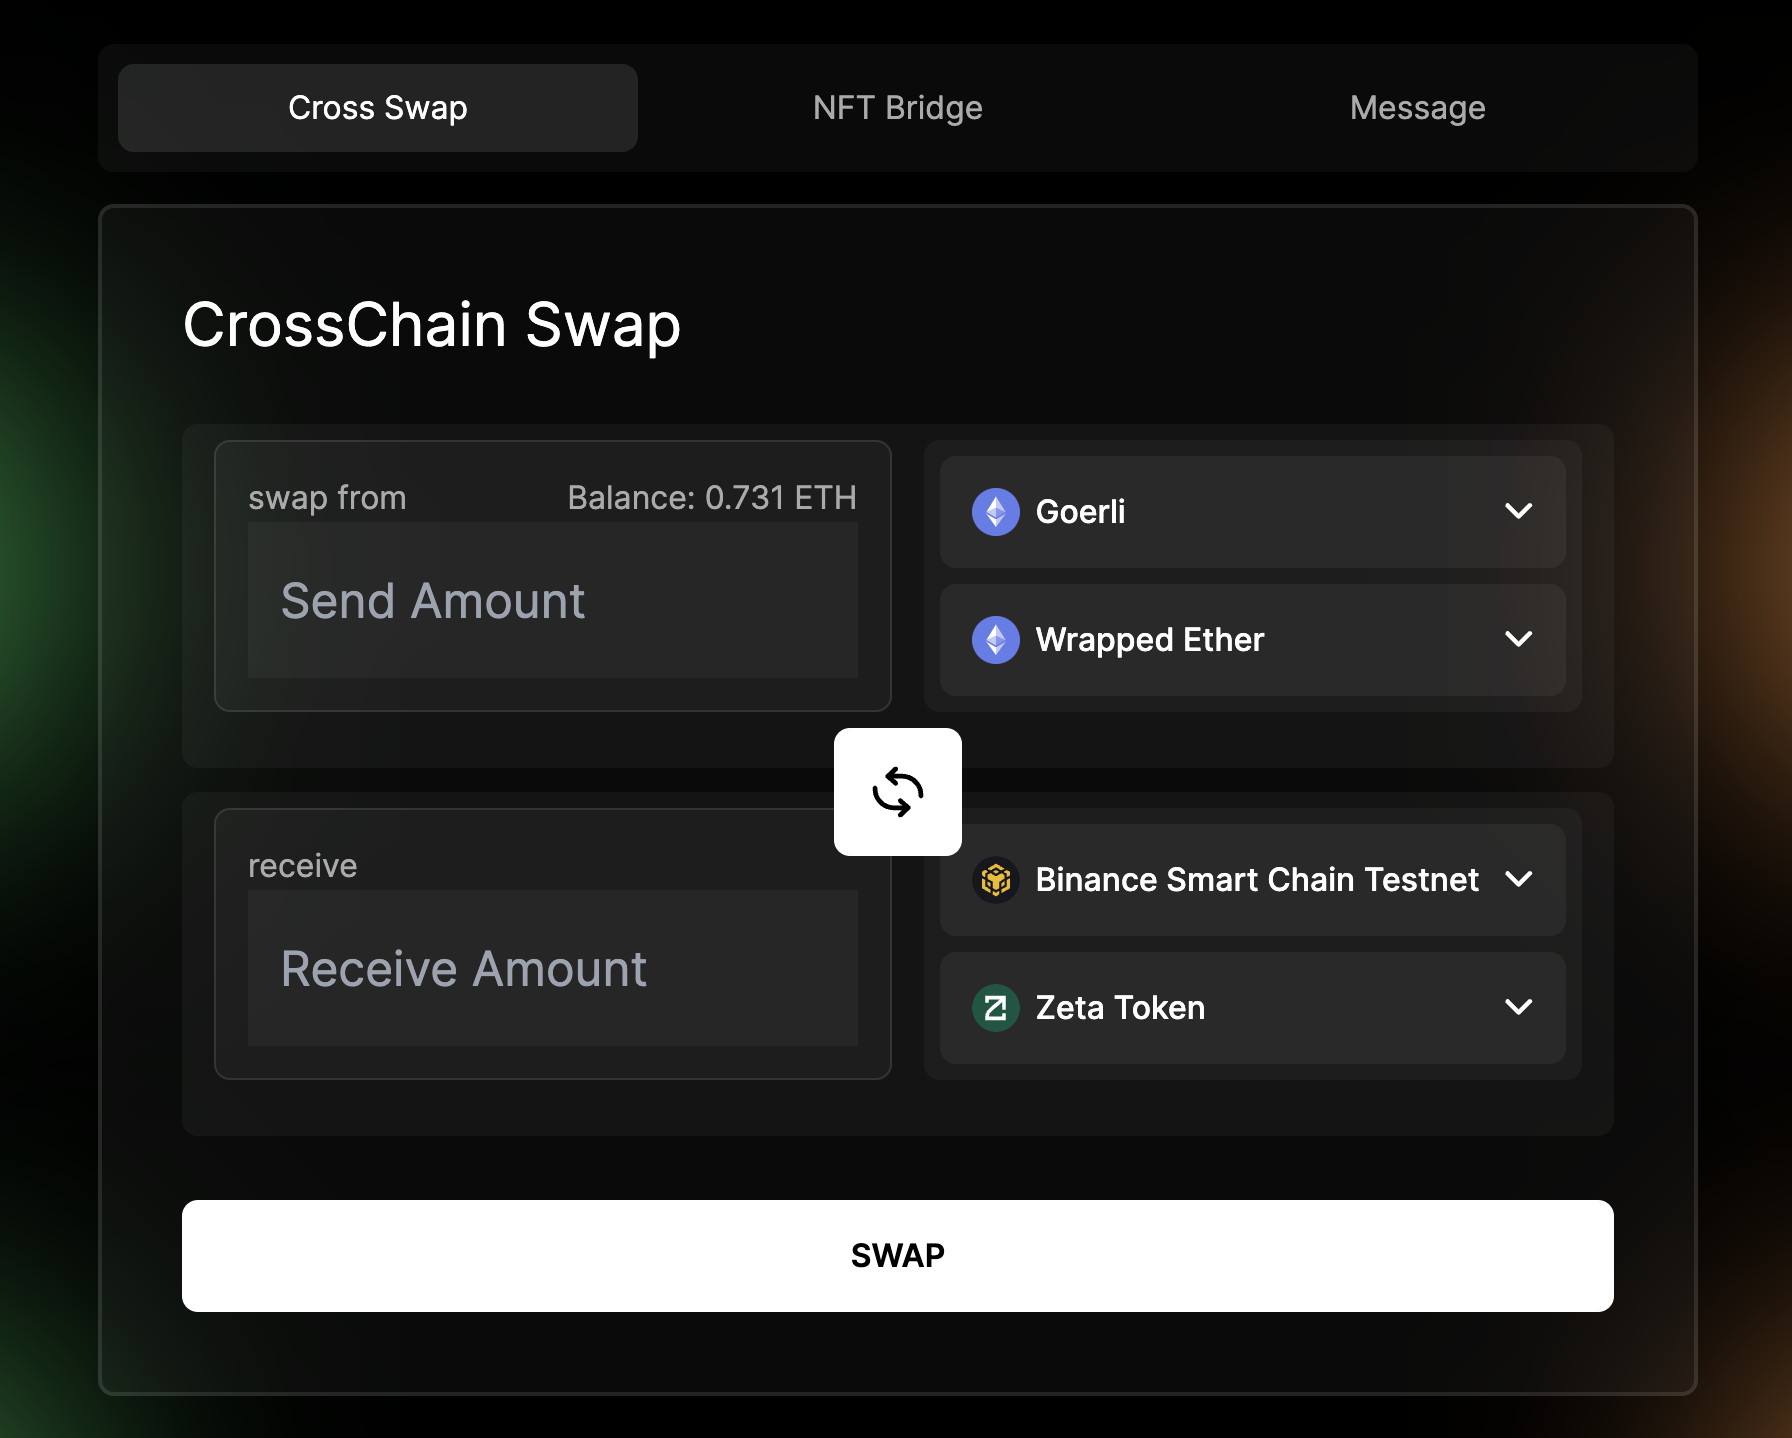 Cross Swap
NFT Bridge
Message
CrossChain Swap
swap from
Balance: 0.731 ETH
Send Amount
Goerli
Wrapped Ether
receive
Receive Amount
Binance Smart Chain Testnet
Zeta Token
SWAP